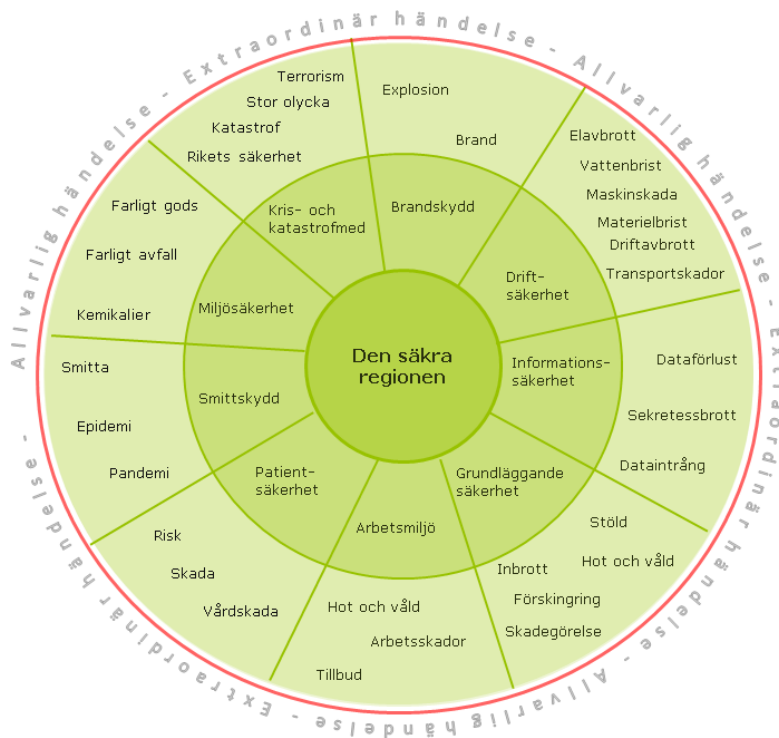 Allvarlig händelse - Extraordinär händelse - Allvarlig händelse - Extraordinär händelse - Allvarlig händelse - Extraordinär händelse -
Terrorism
Stor olycka
Katastrof
Rikets säkerhet
Explosion
Brand
Elavbrott
Vattenbrist
Maskinskada
Materielbrist
Driftavbrott
Transportskador
Farligt gods
Farligt avfall
Kemikalier
Kris- och
katastrofmed
Brandskydd
Drift-
säkerhet
Miljösäkerhet
Den säkra
regionen
Informations-
säkerhet
Dataförlust
Sekretessbrott
Dataintrång
Smitta
Epidemi
Pandemi
Smittskydd
Patient-
säkerhet
Arbetsmiljö
Grundläggande
säkerhet
Risk
Skada
Vårdskada
Hot och våld
Arbetsskador
Tillbud
Stöld
Hot och våld
Inbrott
Förskingring
Skadegörelse